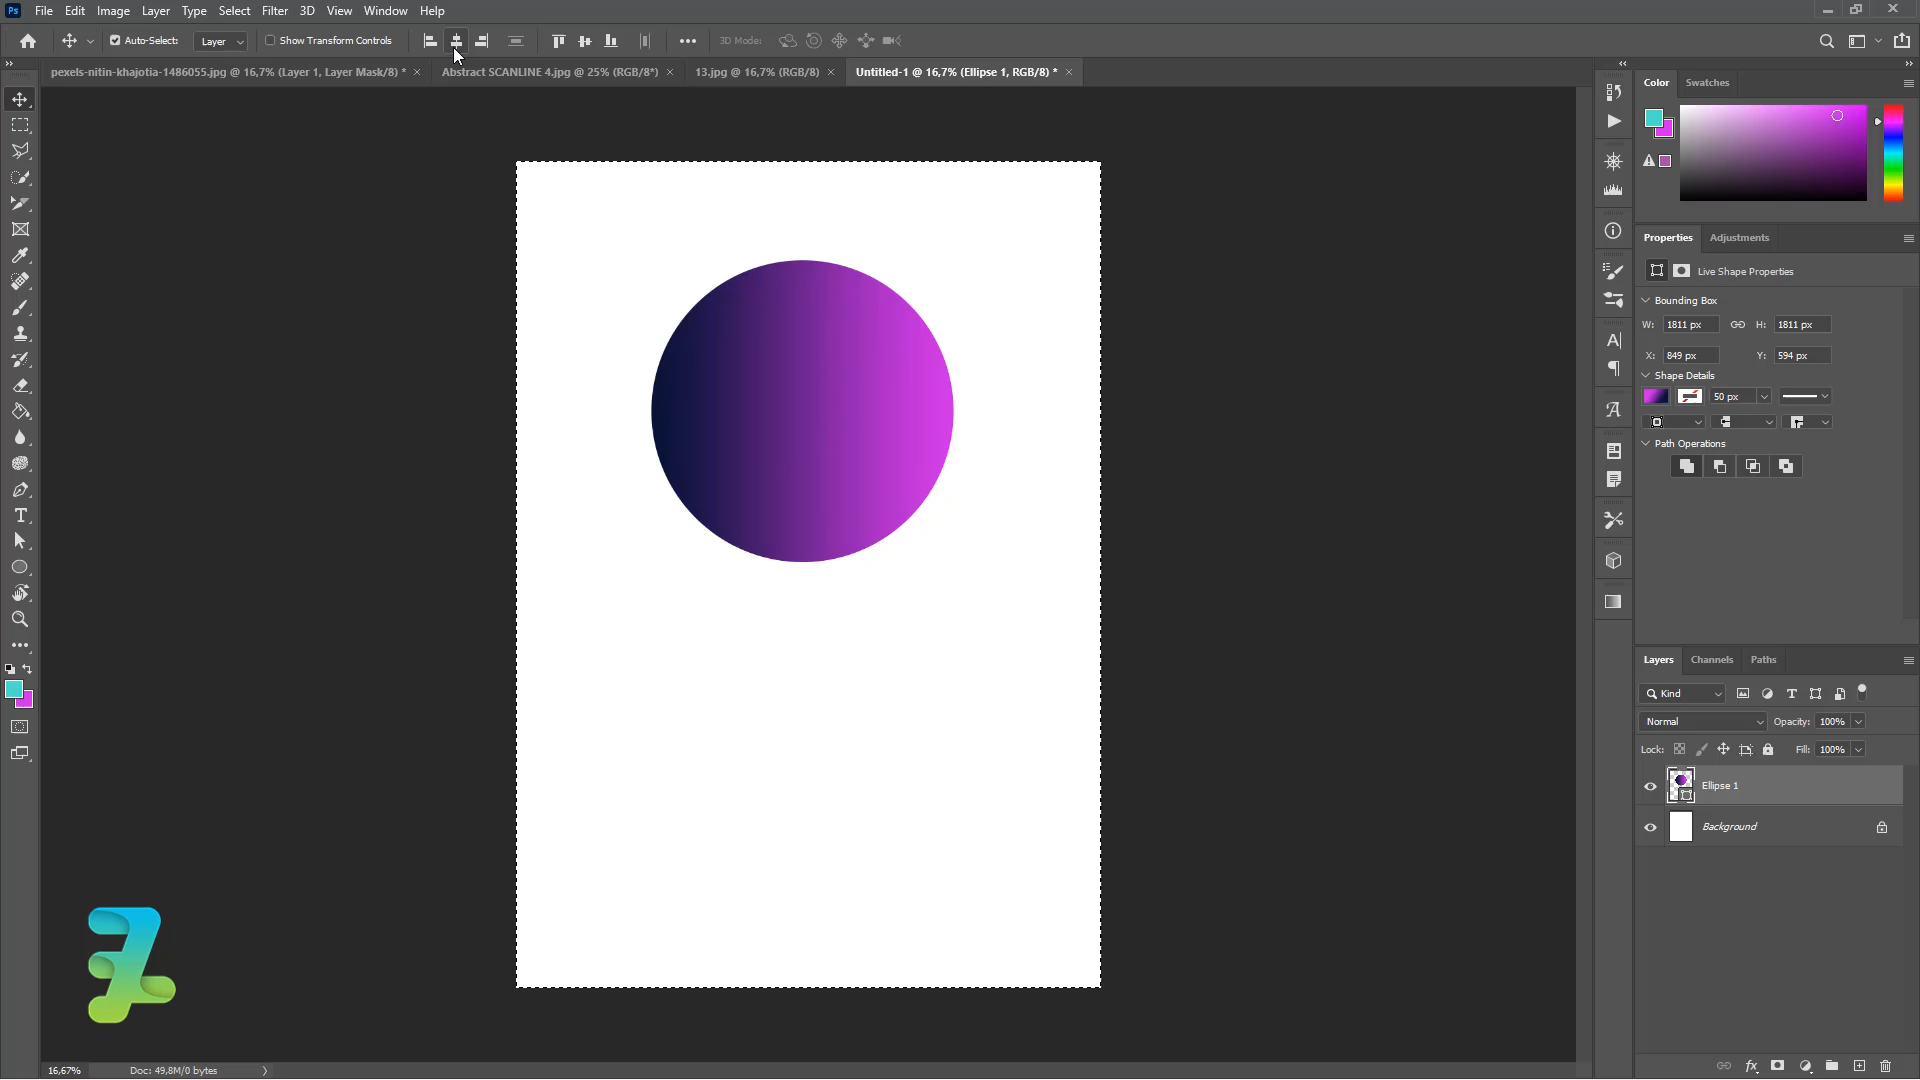 Ps File Edit Image Layer Type Select Filter 3D View Window Help
Auto-Select: Layer Show Transform Controls 3D Mode:
pexels-nitin-khajotia-1486055.jpg @ 16,7% (Layer 1, Layer Mask/8) * Abstract SCANLINE 4.jpg @ 25% (RGB/8*) 13.jpg @ 16,7% (RGB/8) Untitled-1 @ 16,7% (Ellipse 1, RGB/8) *
Color Swatches
Properties Adjustments
Live Shape Properties
Bounding Box
W: 1811 px H: 1811 px
X: 849 px Y: 594 px
Shape Details
50 px
Path Operations
Layers Channels Paths
Kind
Normal Opacity: 100%
Lock: Fill: 100%
Ellipse 1
Background
16,67% Doc: 49,8M/0 bytes